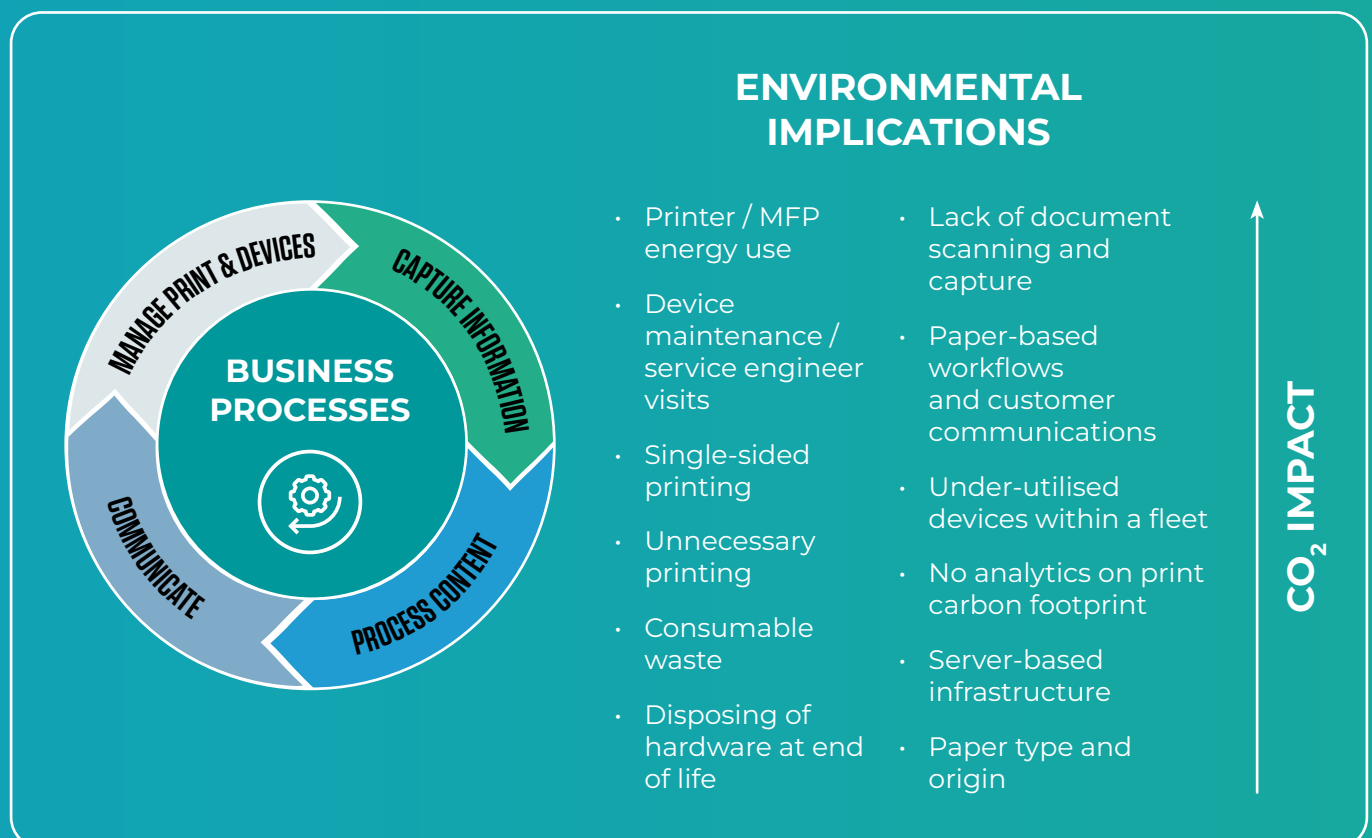 ENVIRONMENTAL
IMPLICATIONS
MANAGE PRINT & DEVICES
CAPTURE INFORMATION
PROCESS CONTENT
COMMUNICATE
BUSINESS
PROCESSES
• Printer / MFP
energy use
• Device
maintenance /
service engineer
visits
• Single-sided
printing
• Unnecessary
printing
• Consumable
waste
• Disposing of
hardware at end
of life
• Lack of document
scanning and
capture
• Paper-based
workflows
and customer
communications
• Under-utilised
devices within a fleet
• No analytics on print
carbon footprint
• Server-based
infrastructure
• Paper type and
origin
CO₂ IMPACT